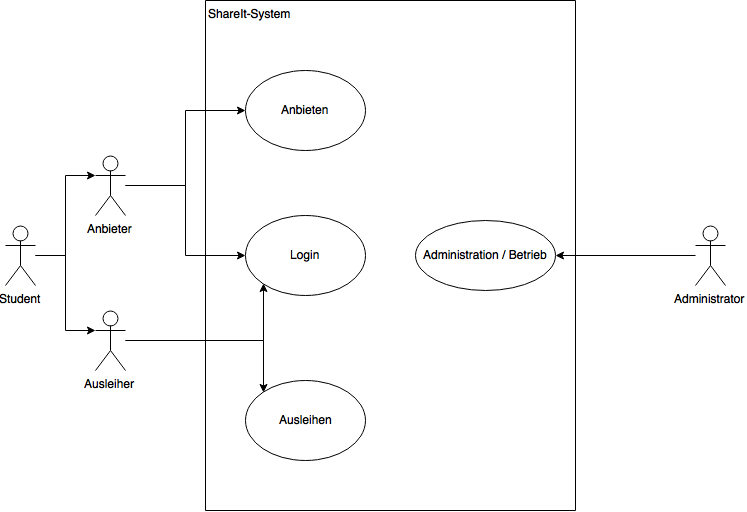 ShareIt-System
Anbieten
Anbieter
Login
Administration / Betrieb
Student
Administrator
Ausleiher
Ausleihen